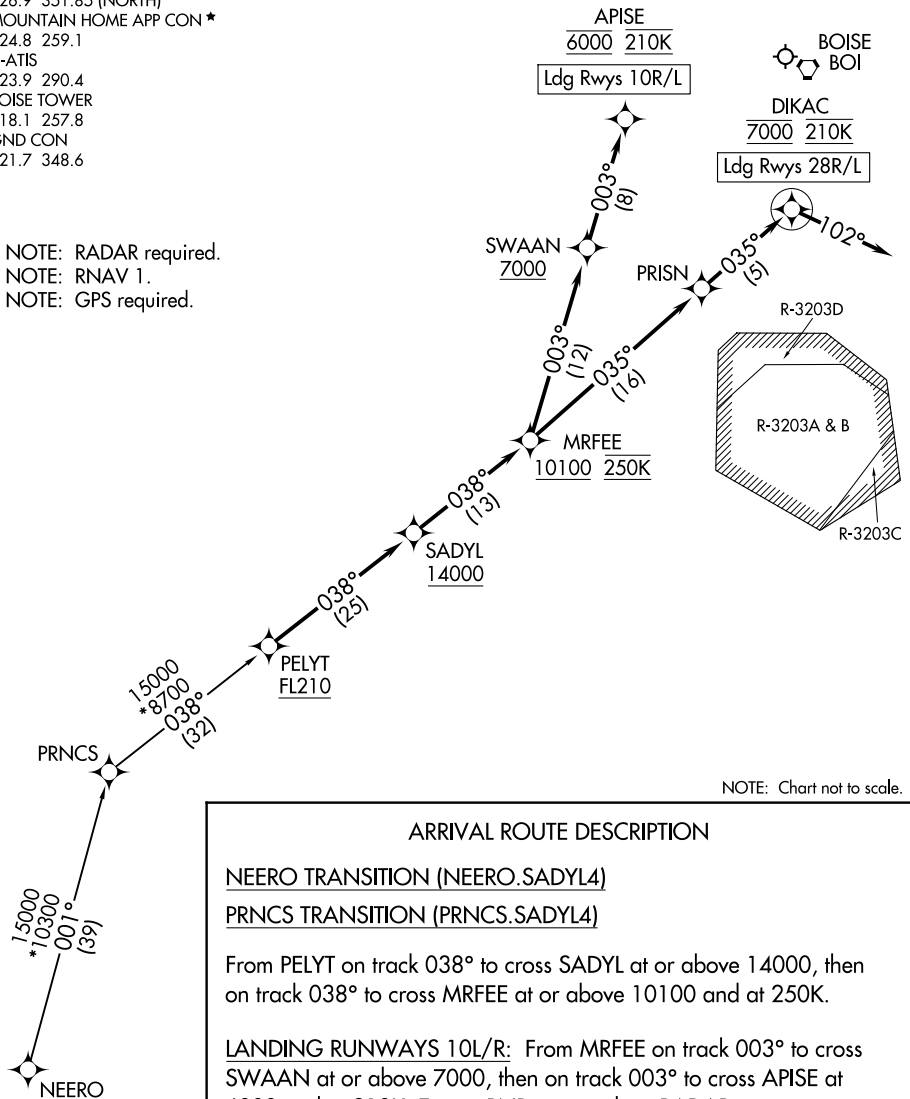 MOUNTAIN HOME APP CON ★
24.8 259.1
-ATIS
23.9 290.4
OISE TOWER
18.1 257.8
GND CON
21.7 348.6
NOTE: RADAR required.
NOTE: RNAV 1.
NOTE: GPS required.
APISE
6000 210K
Ldg Rwys 10R/L
BOISE
BOI
DIKAC
7000 210K
Ldg Rwys 28R/L
003°
(8)
102°
SWAAN
7000
PRISN
035°
(5)
R-3203D
003°
(12)
035°
(16)
R-3203A & B
MRFEE
10100 250K
R-3203C
038°
(13)
SADYL
14000
038°
(25)
PELYT
FL210
15000
*8700
038°
(32)
PRNCS
NOTE: Chart not to scale.
15000
*10300
001°
(39)
NEERO
ARRIVAL ROUTE DESCRIPTION
NEERO TRANSITION (NEERO.SADYL4)
PRNCS TRANSITION (PRNCS.SADYL4)
From PELYT on track 038° to cross SADYL at or above 14000, then
on track 038° to cross MRFEE at or above 10100 and at 250K.
LANDING RUNWAYS 10L/R: From MRFEE on track 003° to cross
SWAAN at or above 7000, then on track 003° to cross APISE at